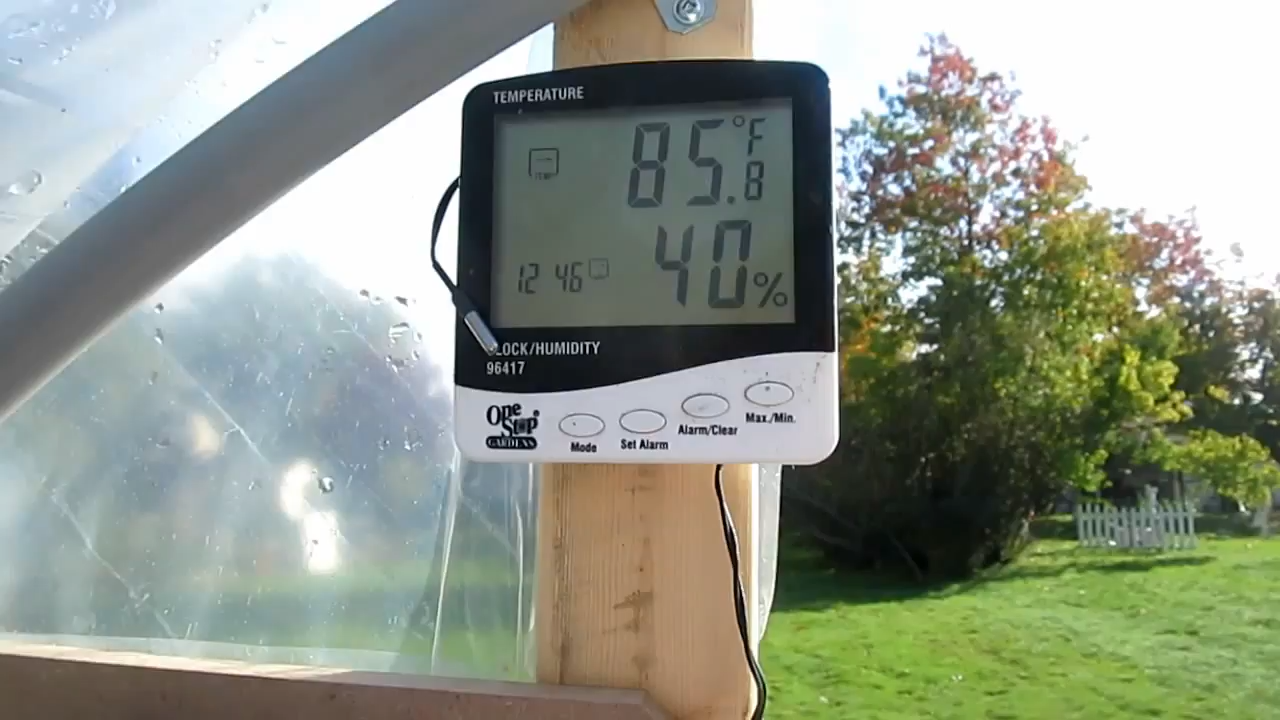 TEMPERATURE
85.8 °F
40%
12 46
CLOCK/HUMIDITY
96417
One Stop
GARDENS
Mode
Set Alarm
Alarm/Clear
Max./Min.